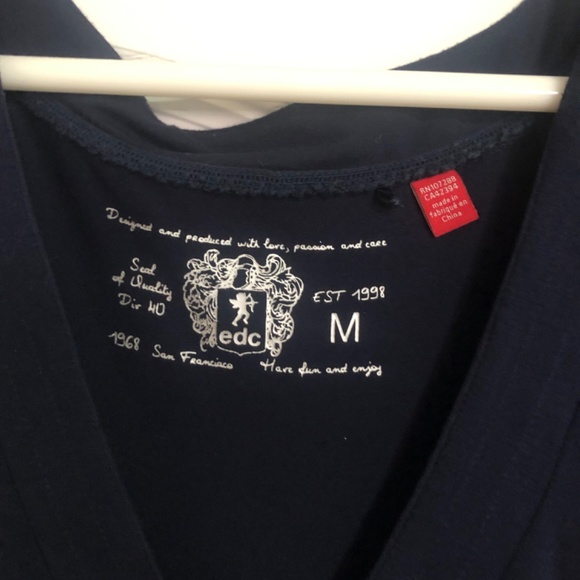 RN107288
CA42394
made in
fabriqué en
China
Designed and produced with love, passion and care
Seal
of Quality
Div 40
edc
EST 1998
M
1968 San Francisco
Have fun and enjoy